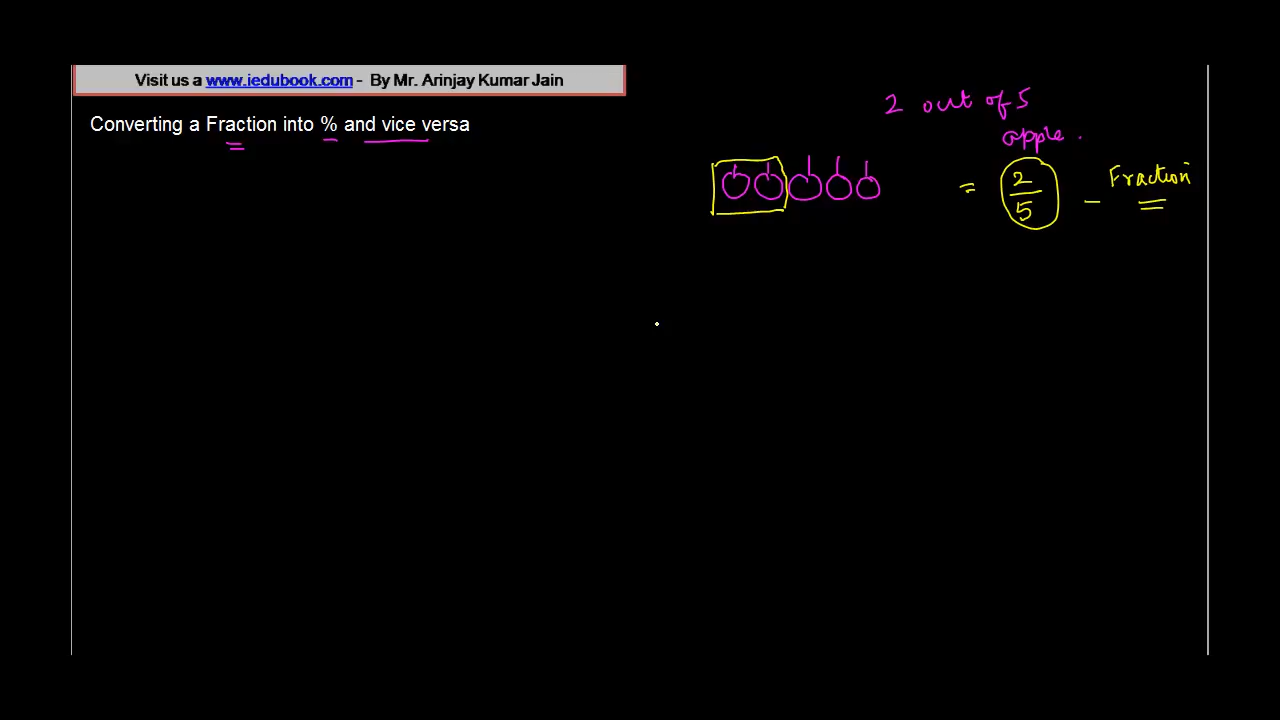 Visit us a www.iedubook.com - By Mr. Arinjay Kumar Jain
Converting a Fraction into % and vice versa
2 out of 5
apple.
= 2/5 - Fraction